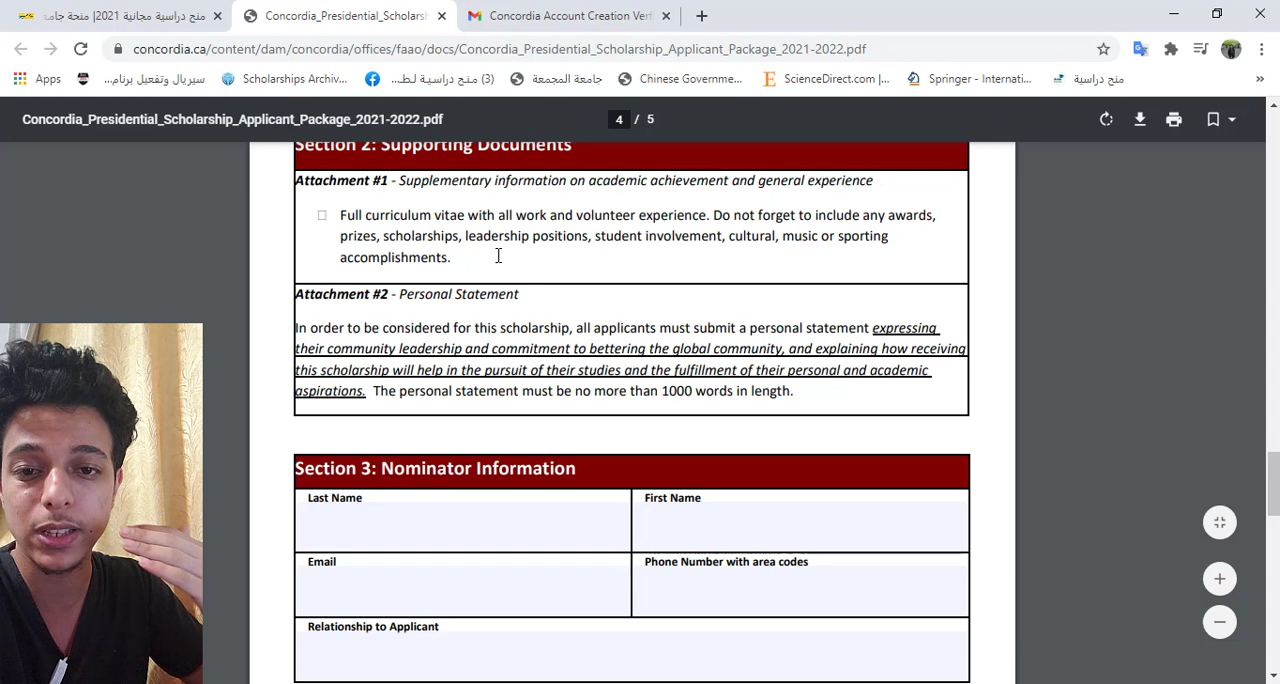 منح دراسية مجانية 2021| منحة جامع
Concordia_Presidential_Scholarsh
Concordia Account Creation Veri
concordia.ca/content/dam/concordia/offices/faao/docs/Concordia_Presidential_Scholarship_Applicant_Package_2021-2022.pdf
Apps
سيريال وتفعيل برنام...
Scholarships Archiv...
(3) منح دراسية لـطـ...
جامعة المجمعة
Chinese Governme...
ScienceDirect.com |...
Springer - Internati...
منح دراسية
»
Concordia_Presidential_Scholarship_Applicant_Package_2021-2022.pdf
4 / 5
Section 2: Supporting Documents
Attachment #1 - Supplementary information on academic achievement and general experience
Full curriculum vitae with all work and volunteer experience. Do not forget to include any awards,
prizes, scholarships, leadership positions, student involvement, cultural, music or sporting
accomplishments.
Attachment #2 - Personal Statement
In order to be considered for this scholarship, all applicants must submit a personal statement expressing
their community leadership and commitment to bettering the global community, and explaining how receiving
this scholarship will help in the pursuit of their studies and the fulfillment of their personal and academic
aspirations. The personal statement must be no more than 1000 words in length.
Section 3: Nominator Information
Last Name
First Name
Email
Phone Number with area codes
Relationship to Applicant